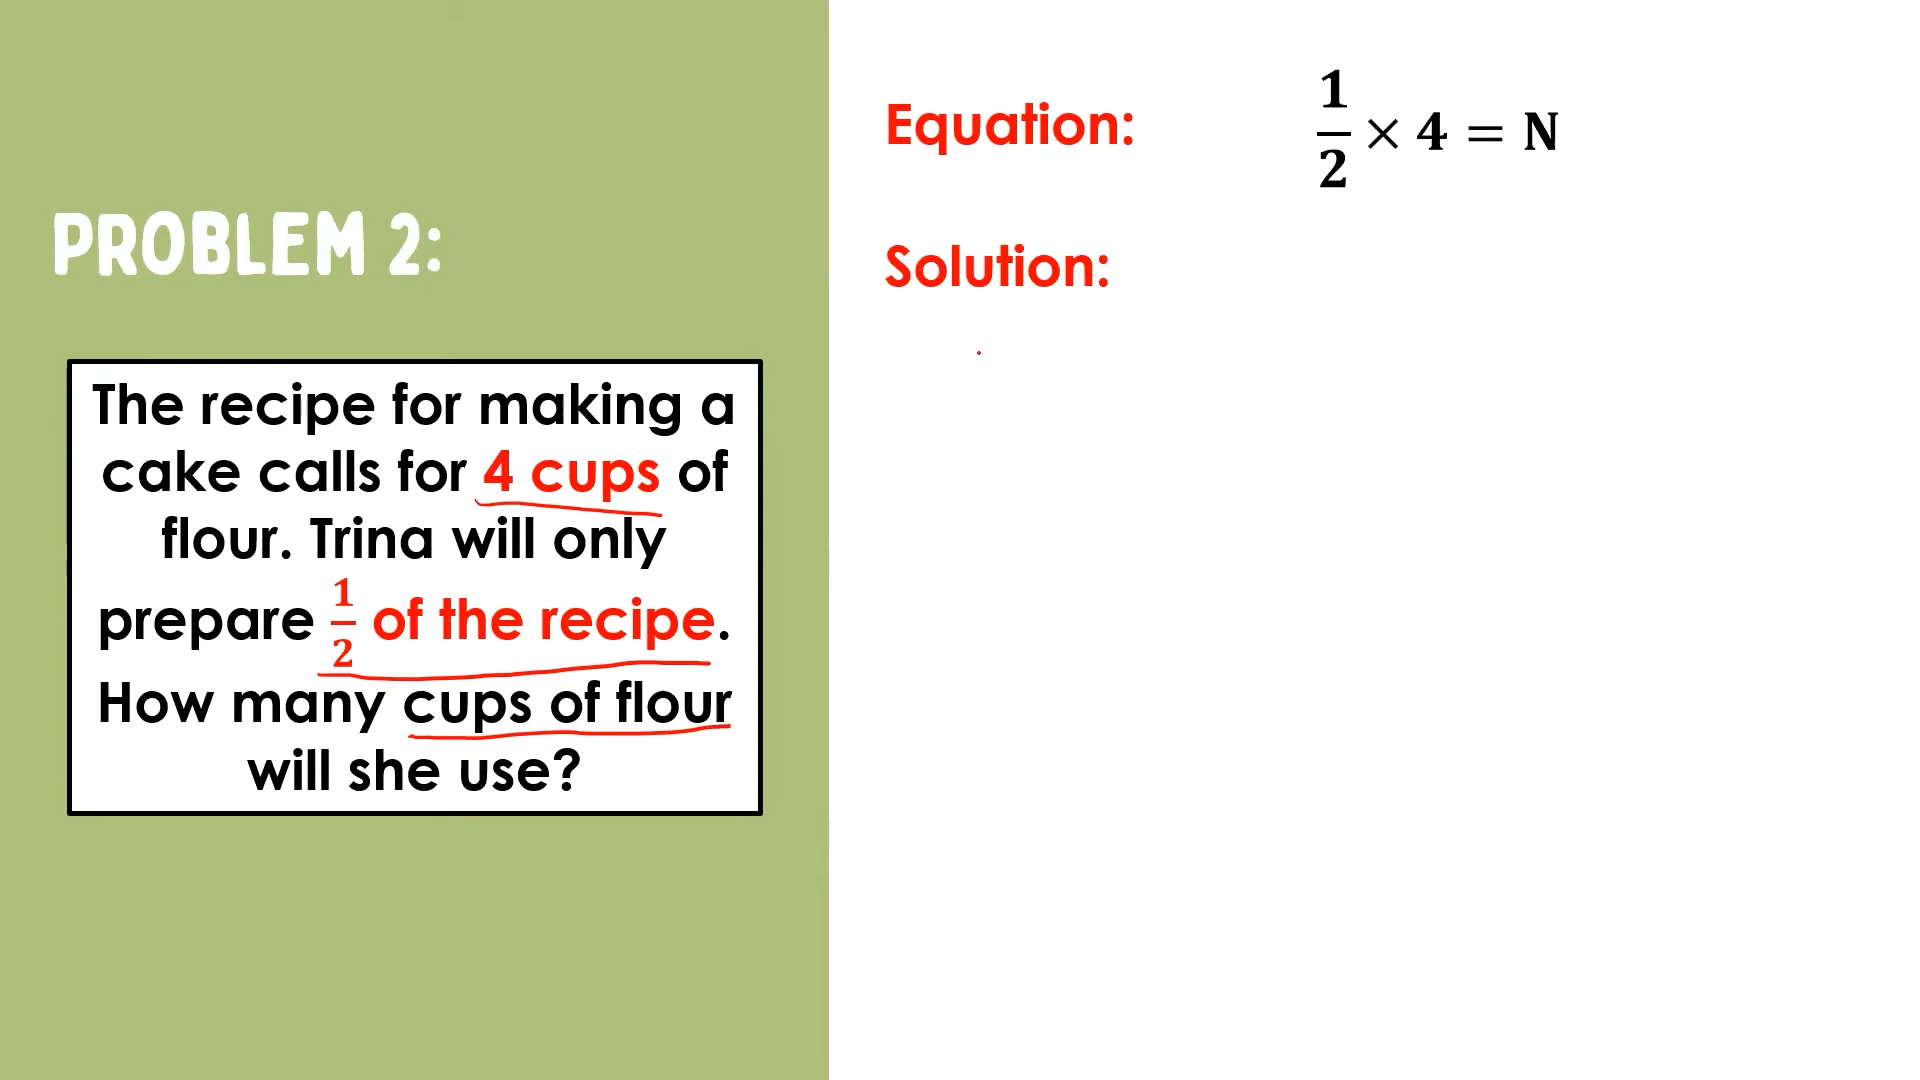 PROBLEM 2:
The recipe for making a
cake calls for 4 cups of
flour. Trina will only
prepare 1/2 of the recipe.
How many cups of flour
will she use?
Equation: 1/2 × 4 = N
Solution: